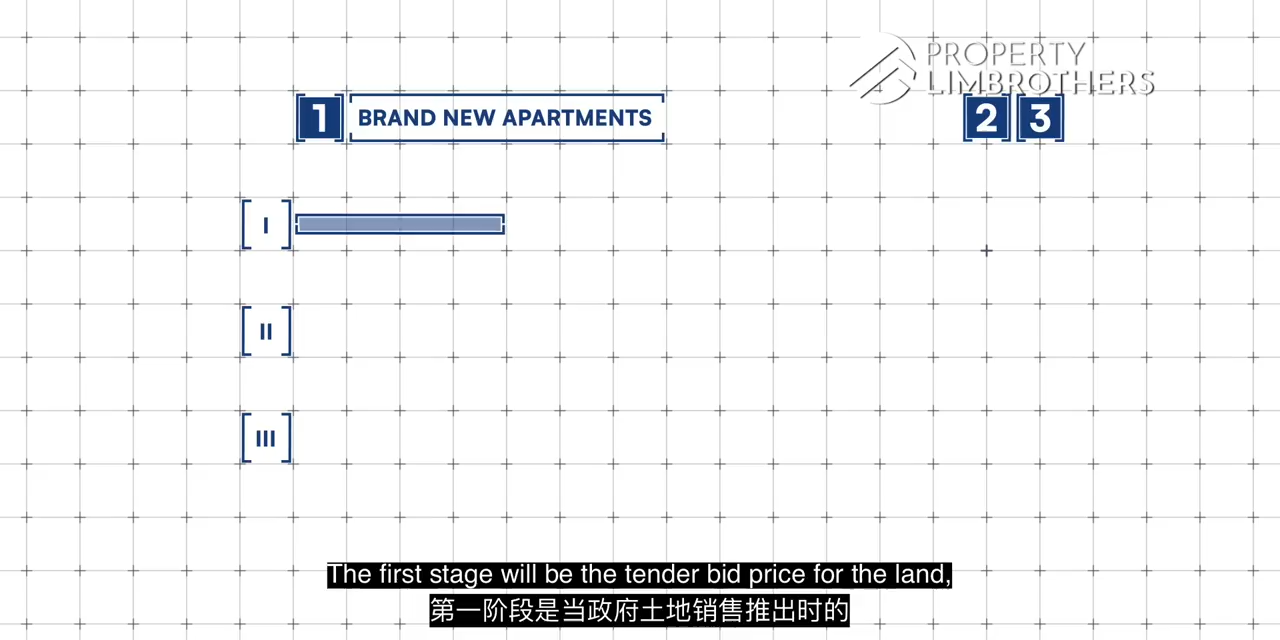 PROPERTY
LIMBROTHERS
1 BRAND NEW APARTMENTS 2 3
I
II
III
The first stage will be the tender bid price for the land,
第一阶段是当政府土地销售推出时的